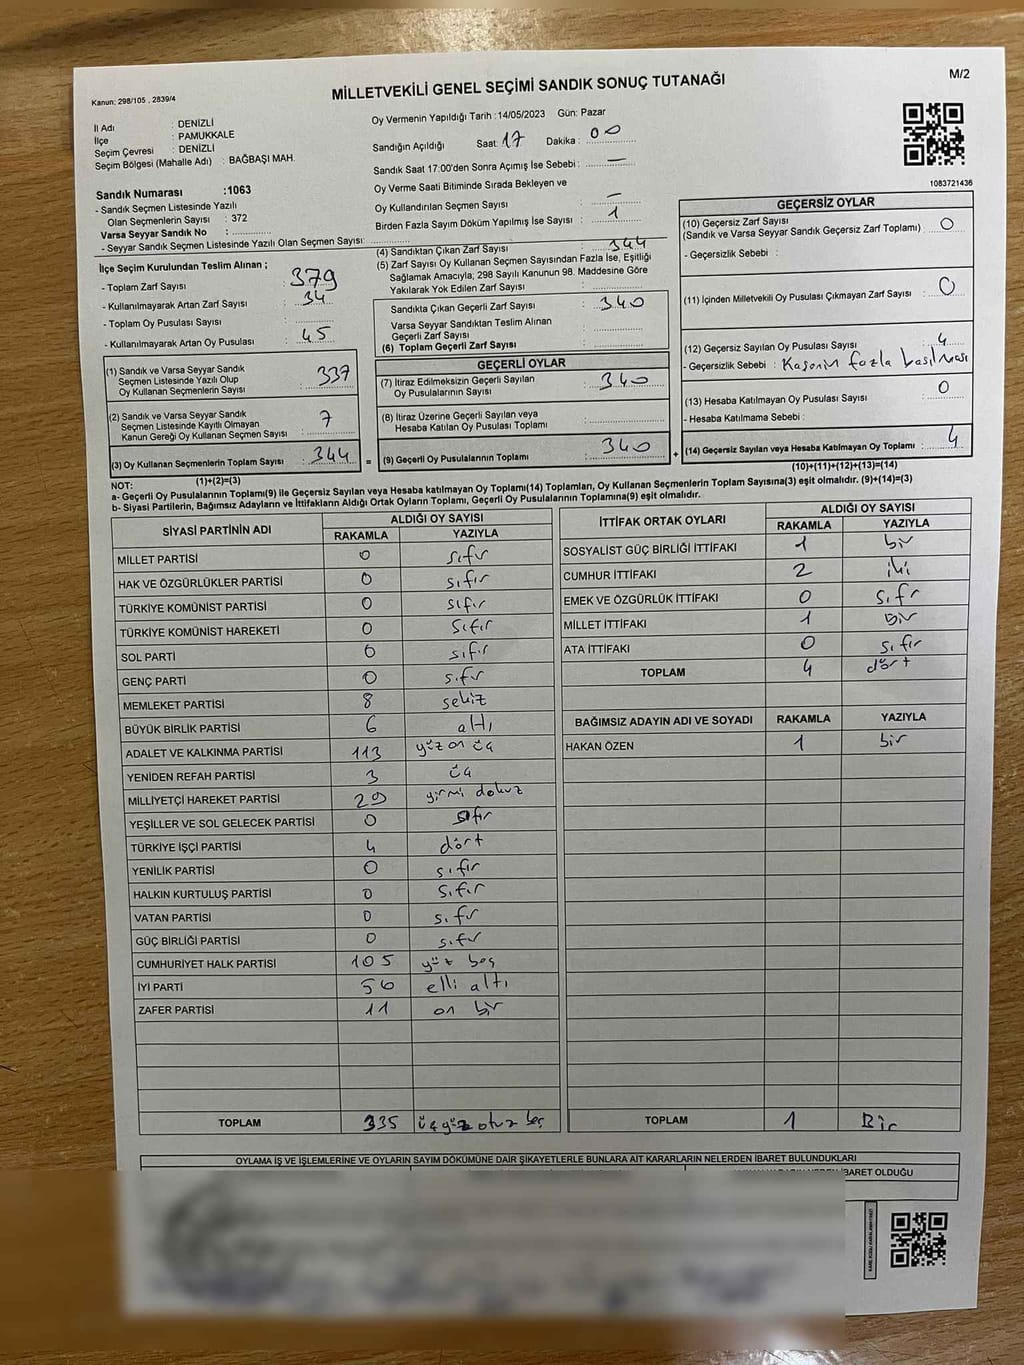 MİLLETVEKİLİ GENEL SEÇİMİ SANDIK SONUÇ TUTANAĞI
M/2
Kanun: 298/105 , 2839/4
İl Adı : DENİZLİ
İlçe : PAMUKKALE
Seçim Çevresi : DENİZLİ
Seçim Bölgesi (Mahalle Adı) : BAĞBAŞI MAH.
Sandık Numarası :1063
- Sandık Seçmen Listesinde Yazılı
Olan Seçmenlerin Sayısı : 372
Varsa Seyyar Sandık No :
- Seyyar Sandık Seçmen Listesinde Yazılı Olan Seçmen Sayısı:
Oy Vermenin Yapıldığı Tarih :14/05/2023 Gün: Pazar
Sandığın Açıldığı Saat: 17 Dakika : 00
Sandık Saat 17:00'den Sonra Açımış İse Sebebi : —
Oy Verme Saati Bitiminde Sırada Bekleyen ve
Oy Kullandırılan Seçmen Sayısı : —
Birden Fazla Sayım Döküm Yapılmış İse Sayısı : 1
1083721436
İlçe Seçim Kurulundan Teslim Alınan ;
- Toplam Zarf Sayısı : 379
- Kullanılmayarak Artan Zarf Sayısı : 34
- Toplam Oy Pusulası Sayısı :
- Kullanılmayarak Artan Oy Pusulası : 45
(1) Sandık ve Varsa Seyyar Sandık
Seçmen Listesinde Yazılı Olup
Oy Kullanan Seçmenlerin Sayısı : 337
(2) Sandık ve Varsa Seyyar Sandık
Seçmen Listesinde Kayıtlı Olmayan
Kanun Gereği Oy Kullanan Seçmen Sayısı : 7
(3) Oy Kullanan Seçmenlerin Toplam Sayısı : 344
(1)+(2)=(3)
(4) Sandıktan Çıkan Zarf Sayısı : 344
(5) Zarf Sayısı Oy Kullanan Seçmen Sayısından Fazla İse, Eşitliği
Sağlamak Amacıyla; 298 Sayılı Kanunun 98. Maddesine Göre
Yakılarak Yok Edilen Zarf Sayısı :
Sandıkta Çıkan Geçerli Zarf Sayısı : 340
Varsa Seyyar Sandıktan Teslim Alınan
Geçerli Zarf Sayısı :
(6) Toplam Geçerli Zarf Sayısı :
GEÇERLİ OYLAR
(7) İtiraz Edilmeksizin Geçerli Sayılan
Oy Pusulalarının Sayısı : 340
(8) İtiraz Üzerine Geçerli Sayılan veya
Hesaba Katılan Oy Pusulası Toplamı :
= (9) Geçerli Oy Pusulalarının Toplamı : 340 +
GEÇERSİZ OYLAR
(10) Geçersiz Zarf Sayısı
(Sandık ve Varsa Seyyar Sandık Geçersiz Zarf Toplamı) : 0
- Geçersizlik Sebebi :
(11) İçinden Milletvekili Oy Pusulası Çıkmayan Zarf Sayısı : 0
(12) Geçersiz Sayılan Oy Pusulası Sayısı : 4
- Geçersizlik Sebebi : fazla basılması
(13) Hesaba Katılmayan Oy Pusulası Sayısı : 0
- Hesaba Katılmama Sebebi :
(14) Geçersiz Sayılan veya Hesaba Katılmayan Oy Toplamı : 4
(10)+(11)+(12)+(13)=(14)
NOT:
a- Geçerli Oy Pusulalarının Toplamı(9) ile Geçersiz Sayılan veya Hesaba katılmayan Oy Toplamı(14) Toplamları, Oy Kullanan Seçmenlerin Toplam Sayısına(3) eşit olmalıdır. (9)+(14)=(3)
b- Siyasi Partilerin, Bağımsız Adayların ve İttifakların Aldığı Ortak Oyların Toplamı, Geçerli Oy Pusulalarının Toplamına(9) eşit olmalıdır.
SİYASİ PARTİNİN ADI ALDIĞI OY SAYISI
RAKAMLA YAZIYLA
MİLLET PARTİSİ 0 sıfır
HAK VE ÖZGÜRLÜKLER PARTİSİ 0 sıfır
TÜRKİYE KOMÜNİST PARTİSİ 0 sıfır
TÜRKİYE KOMÜNİST HAREKETİ 0 sıfır
SOL PARTİ 0 sıfır
GENÇ PARTİ 0 sıfır
MEMLEKET PARTİSİ 8 sekiz
BÜYÜK BİRLİK PARTİSİ 6 altı
ADALET VE KALKINMA PARTİSİ 113 yüz on üç
YENİDEN REFAH PARTİSİ 3 üç
MİLLİYETÇİ HAREKET PARTİSİ 29 yirmi dokuz
YEŞİLLER VE SOL GELECEK PARTİSİ 0 sıfır
TÜRKİYE İŞÇİ PARTİSİ 4 dört
YENİLİK PARTİSİ 0 sıfır
HALKIN KURTULUŞ PARTİSİ 0 sıfır
VATAN PARTİSİ 0 sıfır
GÜÇ BİRLİĞİ PARTİSİ 0 sıfır
CUMHURİYET HALK PARTİSİ 105 yüz beş
İYİ PARTİ 56 elli altı
ZAFER PARTİSİ 11 on bir
TOPLAM 335 üçyüz otuz beş
İTTİFAK ORTAK OYLARI ALDIĞI OY SAYISI
RAKAMLA YAZIYLA
SOSYALİST GÜÇ BİRLİĞİ İTTİFAKI 1 bir
CUMHUR İTTİFAKI 2 iki
EMEK VE ÖZGÜRLÜK İTTİFAKI 0 sıfır
MİLLET İTTİFAKI 1 bir
ATA İTTİFAKI 0 sıfır
TOPLAM 4 dört
BAĞIMSIZ ADAYIN ADI VE SOYADI RAKAMLA YAZIYLA
HAKAN ÖZEN 1 bir
TOPLAM 1 Bir
OYLAMA İŞ VE İŞLEMLERİNE VE OYLARIN SAYIM DÖKÜMÜNE DAİR ŞİKAYETLERLE BUNLARA AİT KARARLARIN NELERDEN İBARET BULUNDUKLARI
İBARET OLDUĞU